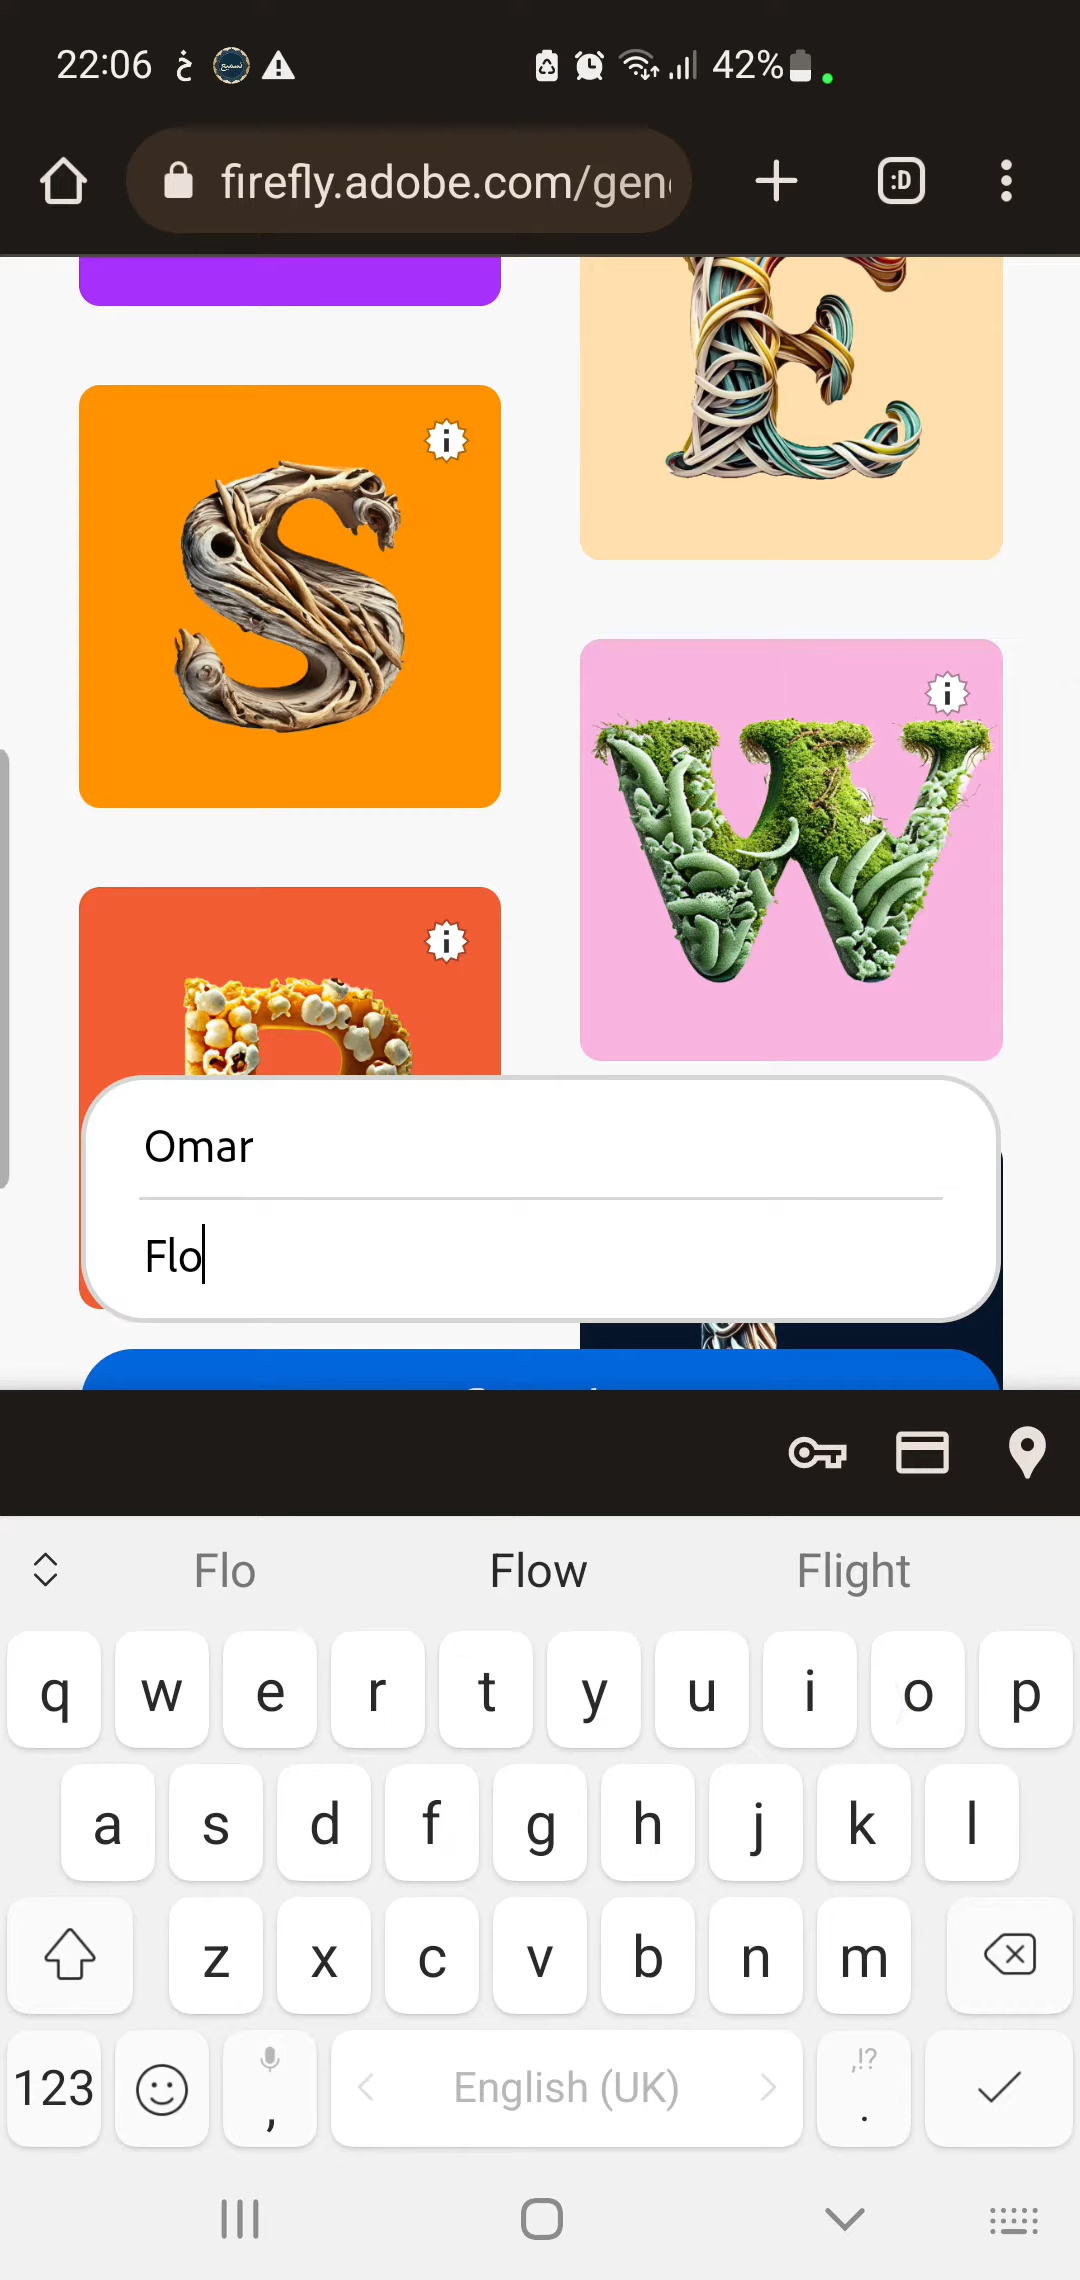 22:06 خ 42%
firefly.adobe.com/gen
:D
E
S
W
Omar
Flo
Flo Flow Flight
q w e r t y u i o p
a s d f g h j k l
z x c v b n m
123 , English (UK) ,!? .